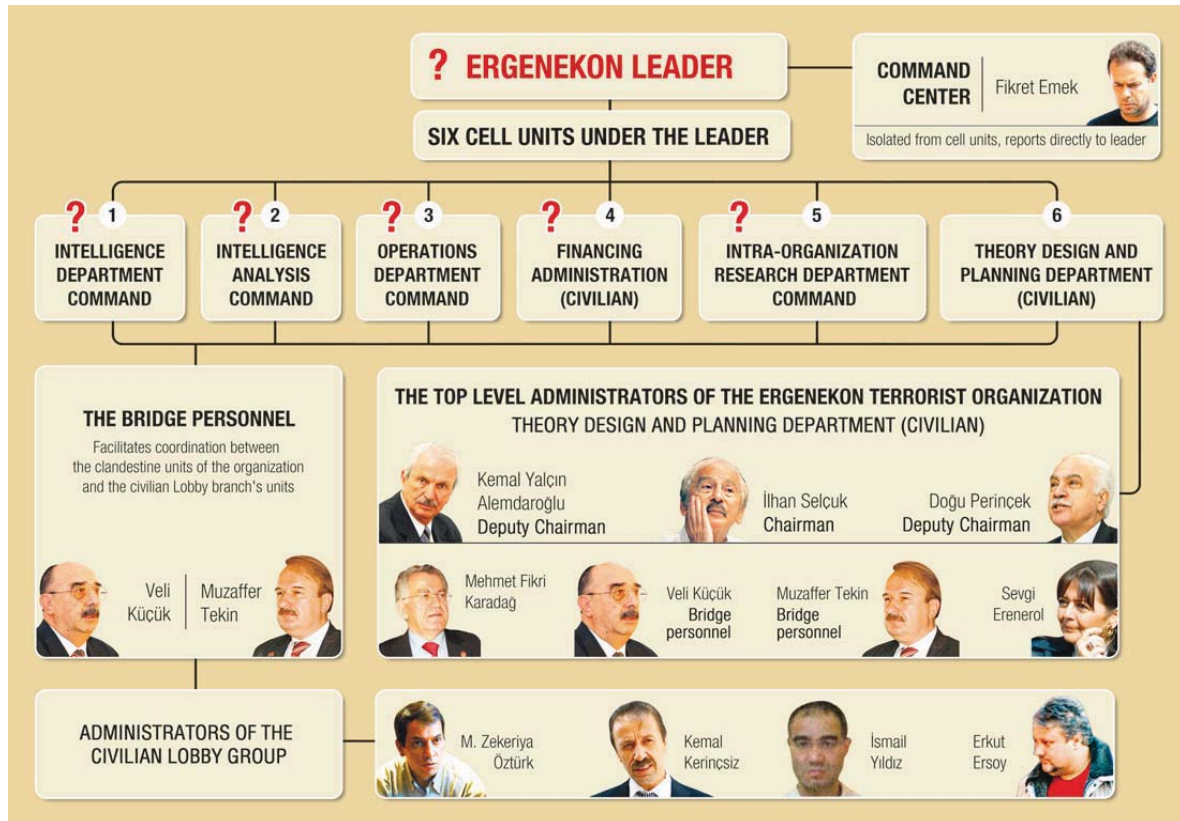 ? ERGENEKON LEADER
COMMAND
CENTER
Fikret Emek
Isolated from cell units, reports directly to leader
SIX CELL UNITS UNDER THE LEADER
? 1
INTELLIGENCE
DEPARTMENT
COMMAND
? 2
INTELLIGENCE
ANALYSIS
COMMAND
? 3
OPERATIONS
DEPARTMENT
COMMAND
? 4
FINANCING
ADMINISTRATION
(CIVILIAN)
? 5
INTRA-ORGANIZATION
RESEARCH DEPARTMENT
COMMAND
6
THEORY DESIGN AND
PLANNING DEPARTMENT
(CIVILIAN)
THE BRIDGE PERSONNEL
Facilitates coordination between
the clandestine units of the organization
and the civilian Lobby branch's units
Veli
Küçük
Muzaffer
Tekin
THE TOP LEVEL ADMINISTRATORS OF THE ERGENEKON TERRORIST ORGANIZATION
THEORY DESIGN AND PLANNING DEPARTMENT (CIVILIAN)
Kemal Yalçın
Alemdaroğlu
Deputy Chairman
İlhan Selçuk
Chairman
Doğu Perinçek
Deputy Chairman
Mehmet Fikri
Karadağ
Veli Küçük
Bridge
personnel
Muzaffer Tekin
Bridge
personnel
Sevgi
Erenerol
ADMINISTRATORS OF THE
CIVILIAN LOBBY GROUP
M. Zekeriya
Öztürk
Kemal
Kerinçsiz
İsmail
Yıldız
Erkut
Ersoy